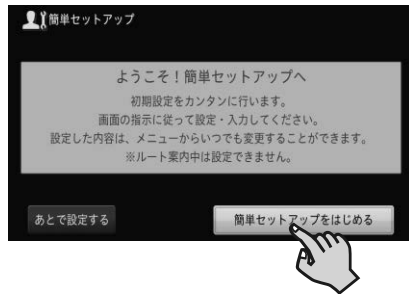 簡単セットアップ
ようこそ！簡単セットアップへ
初期設定をカンタンに行います。
画面の指示に従って設定・入力してください。
設定した内容は、メニューからいつでも変更することができます。
※ルート案内中は設定できません。
あとで設定する
簡単セットアップをはじめる